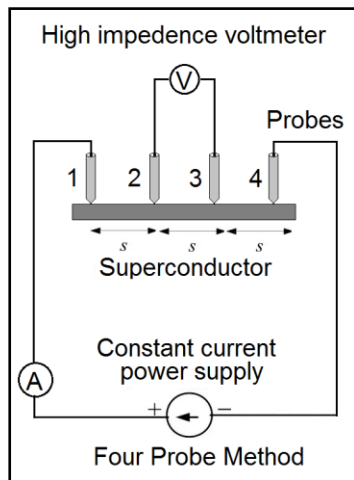 High impedence voltmeter
V
Probes
1 2 3 4
s s s
Superconductor
Constant current
power supply
A
+ −
Four Probe Method